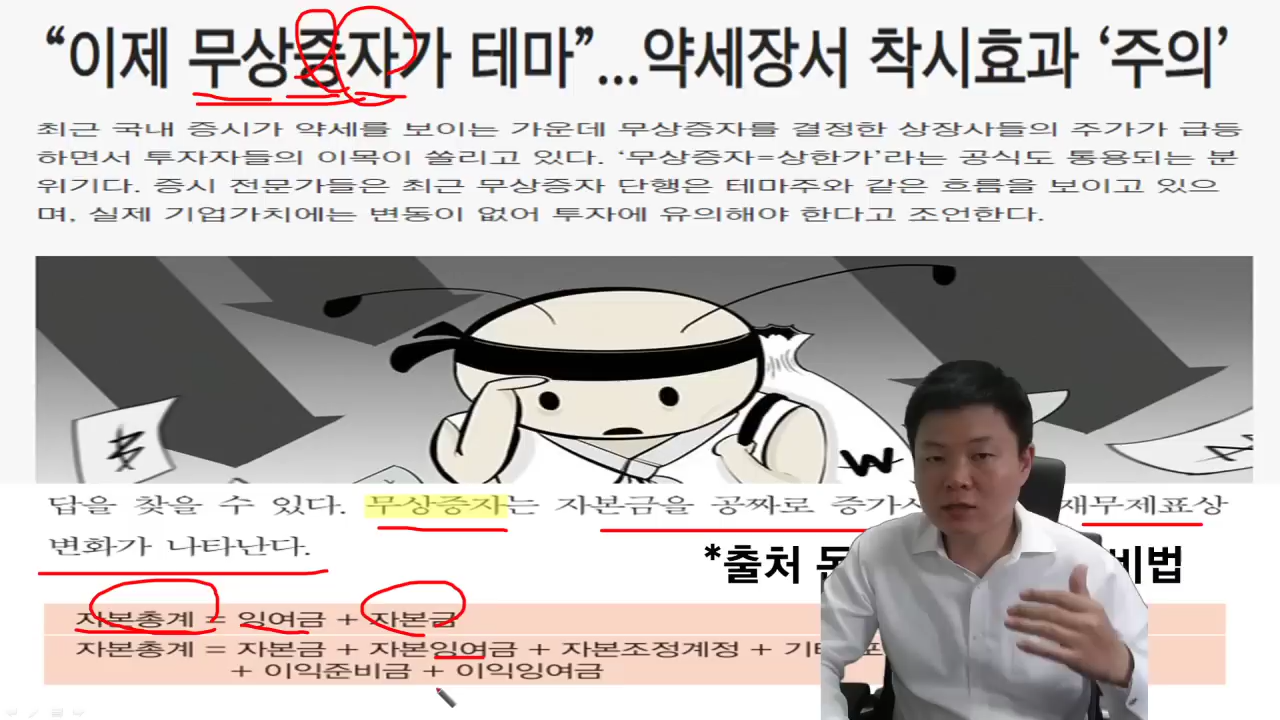 “이제 무상증자가 테마”...약세장서 착시효과 ‘주의’
최근 국내 증시가 약세를 보이는 가운데 무상증자를 결정한 상장사들의 주가가 급등
하면서 투자자들의 이목이 쏠리고 있다. ‘무상증자=상한가’라는 공식도 통용되는 분
위기다. 증시 전문가들은 최근 무상증자 단행은 테마주와 같은 흐름을 보이고 있으
며, 실제 기업가치에는 변동이 없어 투자에 유의해야 한다고 조언한다.
W
답을 찾을 수 있다. 무상증자는 자본금을 공짜로 재무제표상
변화가 나타난다.
*출처 비법
자본총계 = 잉여금 + 자본금
자본총계 = 자본금 + 자본잉여금 + 자본조정계정 +
+ 이익준비금 + 이익잉여금